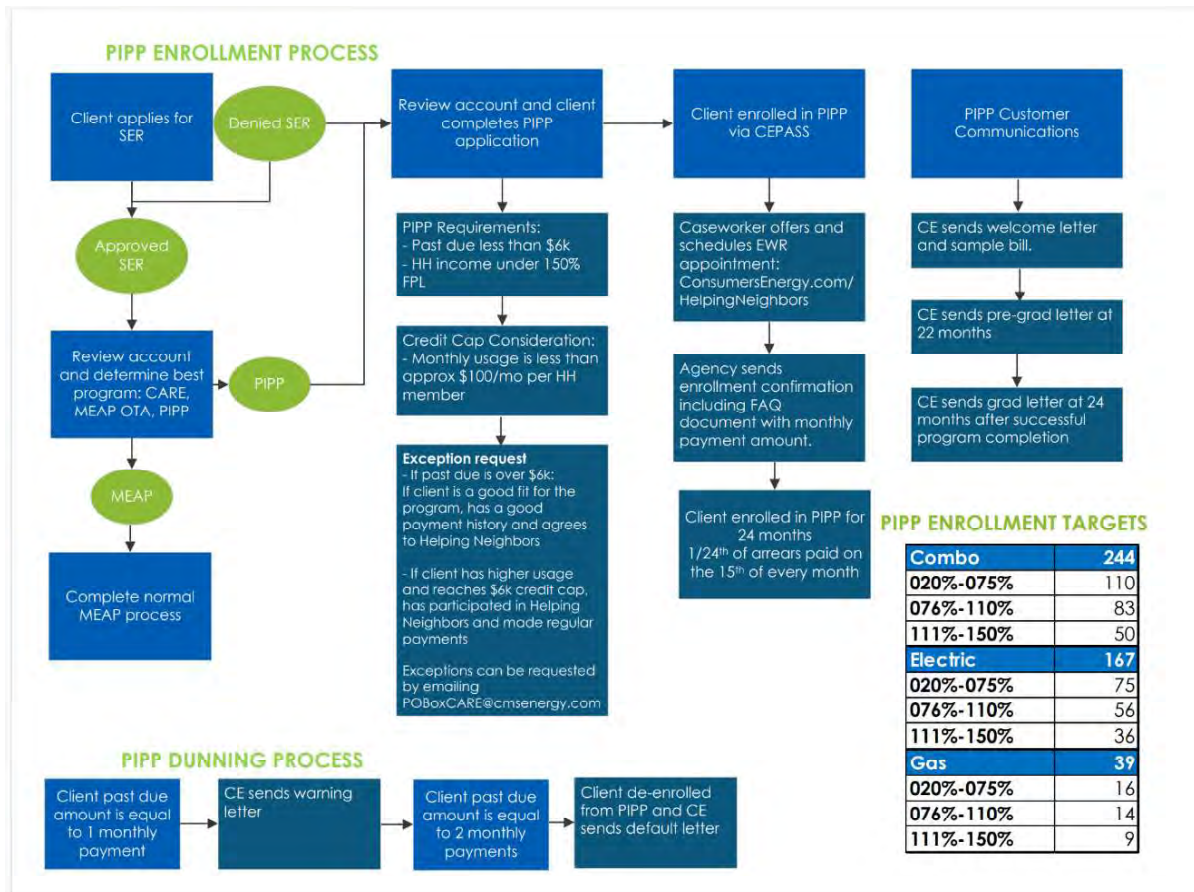 PIPP ENROLLMENT PROCESS
Client applies for
SER
Denied SER
Approved
SER
Review account
and determine best
program: CARE,
MEAP OTA, PIPP
PIPP
MEAP
Complete normal
MEAP process
Review account and client
completes PIPP
application
PIPP Requirements:
- Past due less than $6k
- HH income under 150%
FPL
Credit Cap Consideration:
- Monthly usage is less than
approx $100/mo per HH
member
Exception request
- If past due is over $6k:
If client is a good fit for the
program, has a good
payment history and agrees
to Helping Neighbors
- If client has higher usage
and reaches $6k credit cap,
has participated in Helping
Neighbors and made regular
payments
Exceptions can be requested
by emailing
POBoxCARE@cmsenergy.com
Client enrolled in PIPP
via CEPASS
Caseworker offers and
schedules EWR
appointment:
ConsumersEnergy.com/
HelpingNeighbors
Agency sends
enrollment confirmation
including FAQ
document with monthly
payment amount.
Client enrolled in PIPP for
24 months
1/24th of arrears paid on
the 15th of every month
PIPP Customer
Communications
CE sends welcome letter
and sample bill.
CE sends pre-grad letter at
22 months
CE sends grad letter at 24
months after successful
program completion
PIPP ENROLLMENT TARGETS
Combo 244
020%-075% 110
076%-110% 83
111%-150% 50
Electric 167
020%-075% 75
076%-110% 56
111%-150% 36
Gas 39
020%-075% 16
076%-110% 14
111%-150% 9
PIPP DUNNING PROCESS
Client past due
amount is equal
to 1 monthly
payment
CE sends warning
letter
Client past due
amount is equal
to 2 monthly
payments
Client de-enrolled
from PIPP and CE
sends default letter